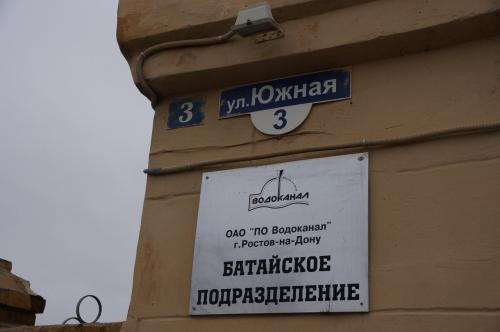 3
ул.Южная
3
ВОДОКАНАЛ
ОАО "ПО Водоканал"
г.Ростов-на-Дону
БАТАЙСКОЕ
ПОДРАЗДЕЛЕНИЕ